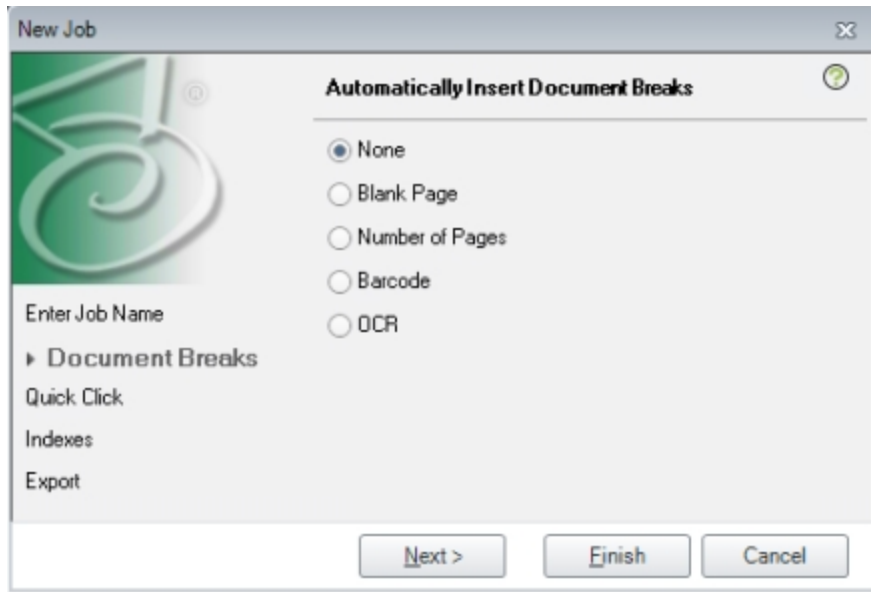 New Job
Automatically Insert Document Breaks
None
Blank Page
Number of Pages
Barcode
OCR
Enter Job Name
Document Breaks
Quick Click
Indexes
Export
Next >
Finish
Cancel